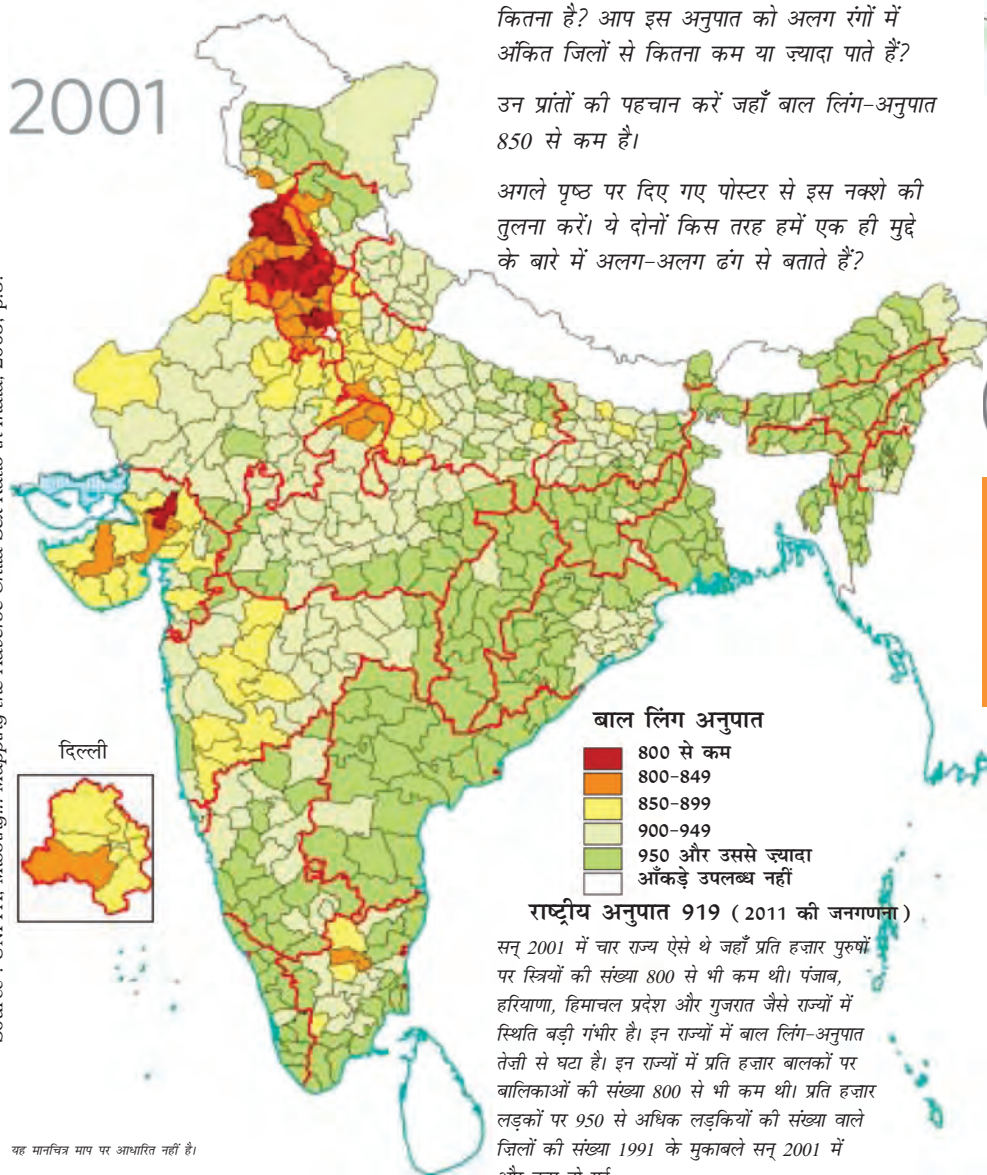 कितना है? आप इस अनुपात को अलग रंगों में
अंकित जिलों से कितना कम या ज़्यादा पाते हैं?
उन प्रांतों की पहचान करें जहाँ बाल लिंग-अनुपात
850 से कम है।
अगले पृष्ठ पर दिए गए पोस्टर से इस नक्शे की
तुलना करें। ये दोनों किस तरह हमें एक ही मुद्दे
के बारे में अलग-अलग ढंग से बताते हैं?
2001
दिल्ली
बाल लिंग अनुपात
800 से कम
800-849
850-899
900-949
950 और उससे ज़्यादा
आँकड़े उपलब्ध नहीं
राष्ट्रीय अनुपात 919 (2011 की जनगणना)
सन् 2001 में चार राज्य ऐसे थे जहाँ प्रति हज़ार पुरुषों
पर स्त्रियों की संख्या 800 से भी कम थी। पंजाब,
हरियाणा, हिमाचल प्रदेश और गुजरात जैसे राज्यों में
स्थिति बड़ी गंभीर है। इन राज्यों में बाल लिंग-अनुपात
तेज़ी से घटा है। इन राज्यों में प्रति हज़ार बालकों पर
बालिकाओं की संख्या 800 से भी कम थी। प्रति हज़ार
लड़कों पर 950 से अधिक लड़कियों की संख्या वाले
जिलों की संख्या 1991 के मुकाबले सन् 2001 में
यह मानचित्र माप पर आधारित नहीं है।